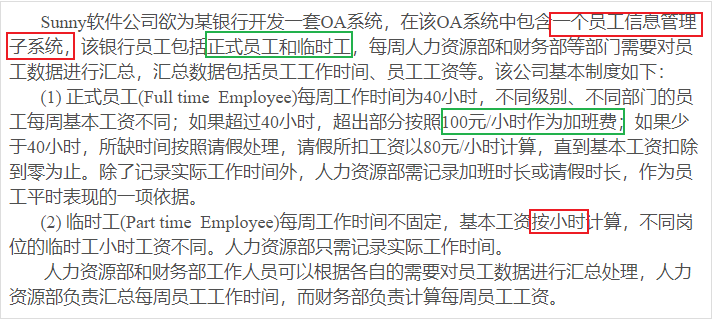 Sunny软件公司欲为某银行开发一套OA系统，在该OA系统中包含一个员工信息管理
子系统，该银行员工包括正式员工和临时工，每周人力资源部和财务部等部门需要对员
工数据进行汇总，汇总数据包括员工工作时间、员工工资等。该公司基本制度如下：
(1) 正式员工(Full time Employee)每周工作时间为40小时，不同级别、不同部门的员
工每周基本工资不同；如果超过40小时，超出部分按照100元/小时作为加班费；如果少
于40小时，所缺时间按照请假处理，请假所扣工资以80元/小时计算，直到基本工资扣除
到零为止。除了记录实际工作时间外，人力资源部需记录加班时长或请假时长，作为员
工平时表现的一项依据。
(2) 临时工(Part time Employee)每周工作时间不固定，基本工资按小时计算，不同岗
位的临时工小时工资不同。人力资源部只需记录实际工作时间。
人力资源部和财务部工作人员可以根据各自的需要对员工数据进行汇总处理，人力
资源部负责汇总每周员工工作时间，而财务部负责计算每周员工工资。